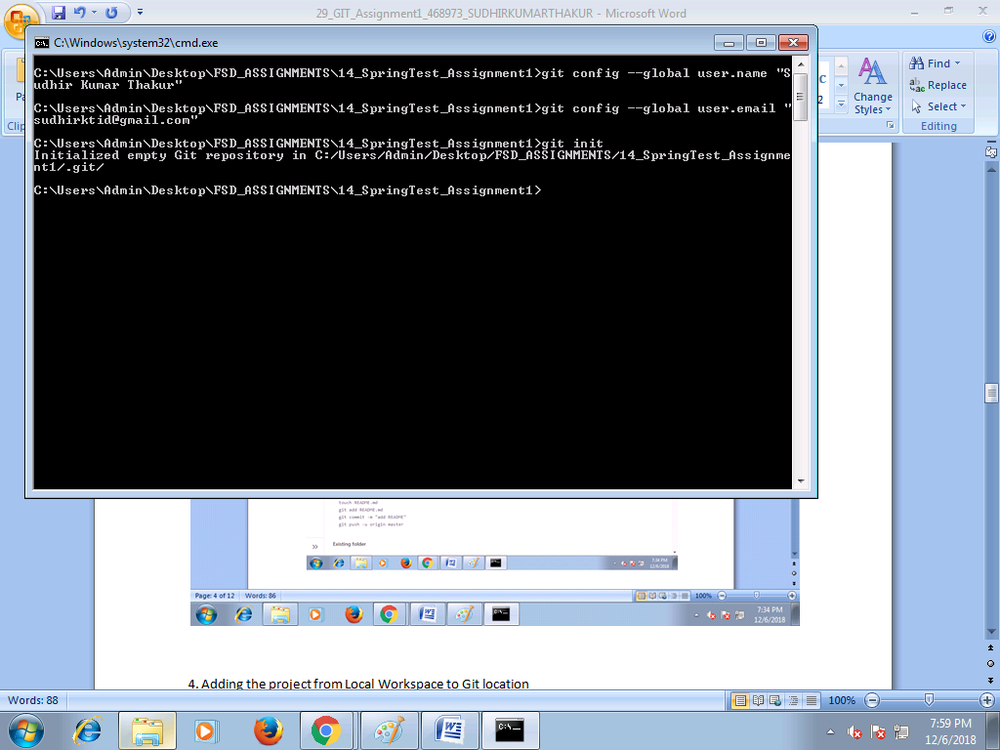 29_GIT_Assignment1_468973_SUDHIRKUMARTHAKUR - Microsoft Word
C:\Windows\system32\cmd.exe
C:\Users\Admin\Desktop\FSD_ASSIGNMENTS\14_SpringTest_Assignment1>git config --global user.name "S
udhir Kumar Thakur"
C:\Users\Admin\Desktop\FSD_ASSIGNMENTS\14_SpringTest_Assignment1>git config --global user.email "
sudhirktid@gmail.com"
C:\Users\Admin\Desktop\FSD_ASSIGNMENTS\14_SpringTest_Assignment1>git init
Initialized empty Git repository in C:/Users/Admin/Desktop/FSD_ASSIGNMENTS/14_SpringTest_Assignme
nt1/.git/
C:\Users\Admin\Desktop\FSD_ASSIGNMENTS\14_SpringTest_Assignment1>
Change
Styles
Find
Replace
Select
Editing
touch README.md
git add README.md
git commit -m "add README"
git push -u origin master
Existing folder
7:34 PM
12/6/2018
Page: 4 of 12 Words: 86
100%
7:34 PM
12/6/2018
4. Adding the project from Local Workspace to Git location
Words: 88
100%
7:59 PM
12/6/2018